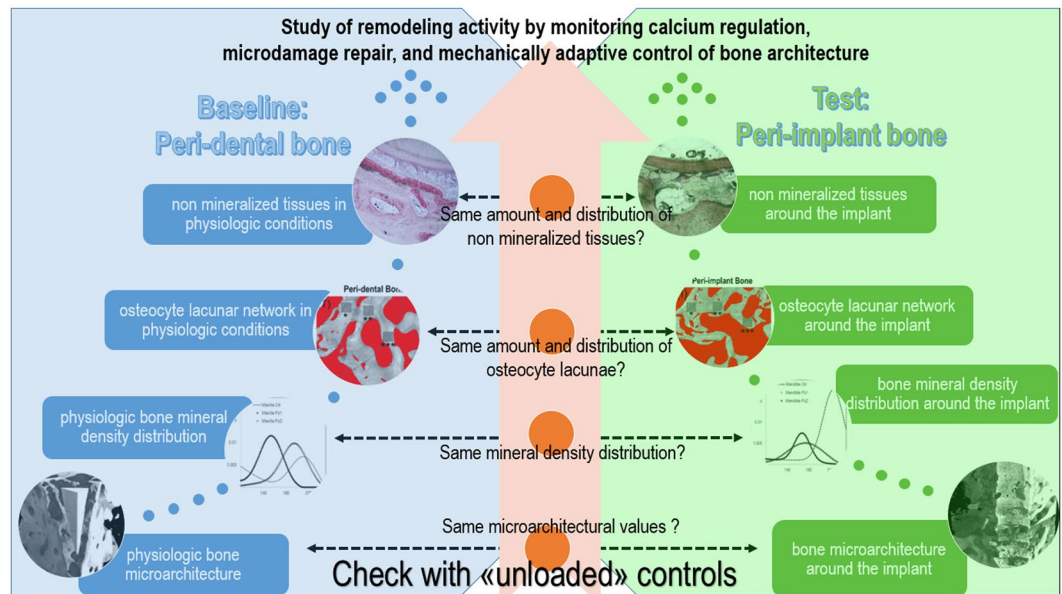 Study of remodeling activity by monitoring calcium regulation,
microdamage repair, and mechanically adaptive control of bone architecture
Baseline:
Peri-dental bone
Test:
Peri-implant bone
non mineralized tissues in
physiologic conditions
Same amount and distribution of
non mineralized tissues?
non mineralized tissues
around the implant
Peri-dental
osteocyte lacunar network in
physiologic conditions
Same amount and distribution of
osteocyte lacunae?
Peri-implant Bone
osteocyte lacunar network
around the implant
physiologic bone mineral
density distribution
Same mineral density distribution?
bone mineral density
distribution around the implant
physiologic bone
microarchitecture
Same microarchitectural values ?
bone microarchitecture
around the implant
Check with «unloaded» controls